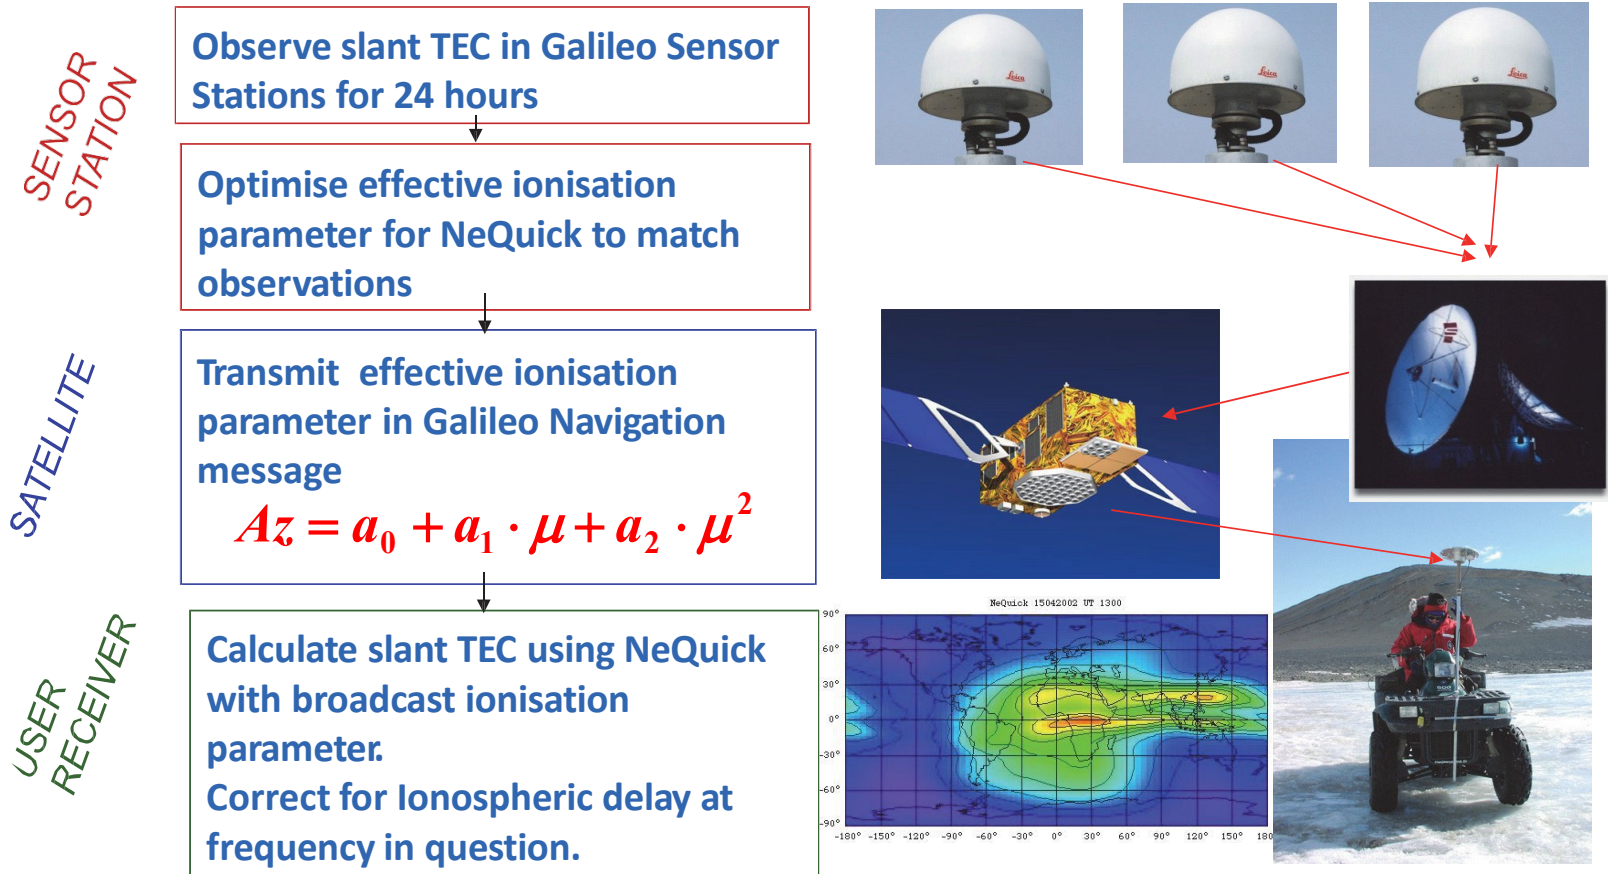 SENSOR
STATION
Observe slant TEC in Galileo Sensor
Stations for 24 hours
Optimise effective ionisation
parameter for NeQuick to match
observations
SATELLITE
Transmit effective ionisation
parameter in Galileo Navigation
message
Az = a₀ + a₁ · μ + a₂ · μ²
USER
RECEIVER
Calculate slant TEC using NeQuick
with broadcast ionisation
parameter.
Correct for Ionospheric delay at
frequency in question.
Leica
Leica
Leica
NeQuick 15042002 UT 1300
90°
60°
30°
0°
-30°
-60°
-90°
-180° -150° -120° -90° -60° -30° 0° 30° 60° 90° 120° 150° 180